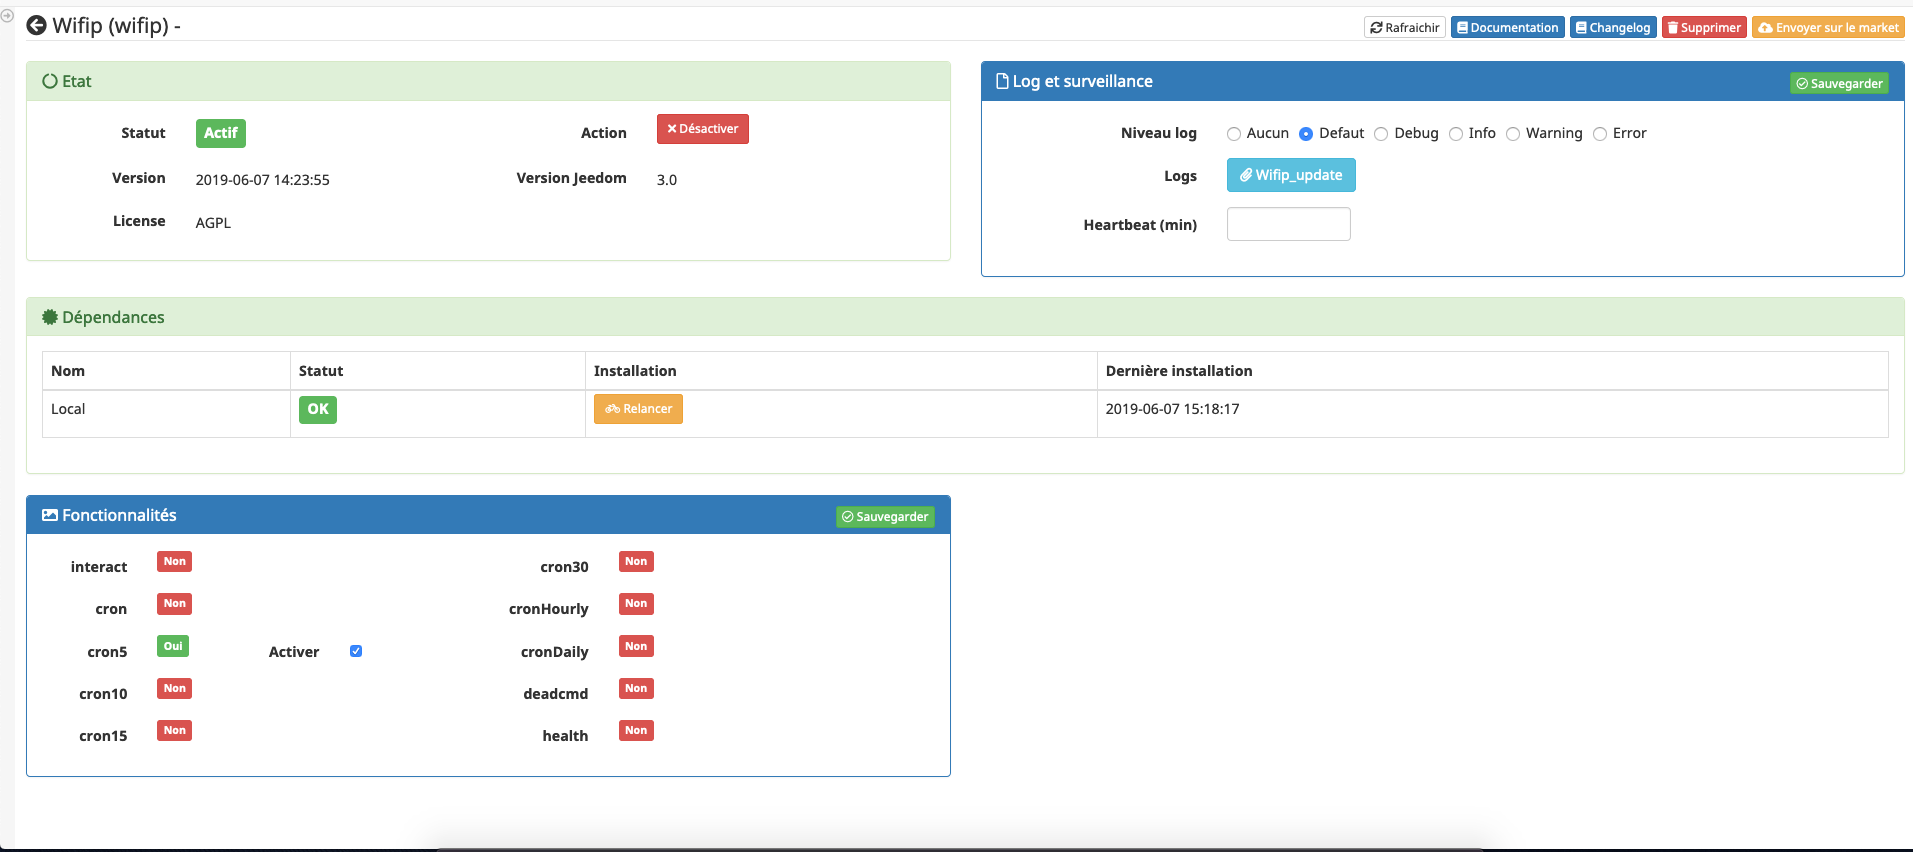 Wifip (wifip) -
Rafraichir Documentation Changelog Supprimer Envoyer sur le market
Etat
Statut Actif Action Désactiver
Version 2019-06-07 14:23:55 Version Jeedom 3.0
License AGPL
Log et surveillance Sauvegarder
Niveau log Aucun Defaut Debug Info Warning Error
Logs Wifip_update
Heartbeat (min)
Dépendances
Nom Statut Installation Dernière installation
Local OK Relancer 2019-06-07 15:18:17
Fonctionnalités Sauvegarder
interact Non cron30 Non
cron Non cronHourly Non
cron5 Oui Activer cronDaily Non
cron10 Non deadcmd Non
cron15 Non health Non